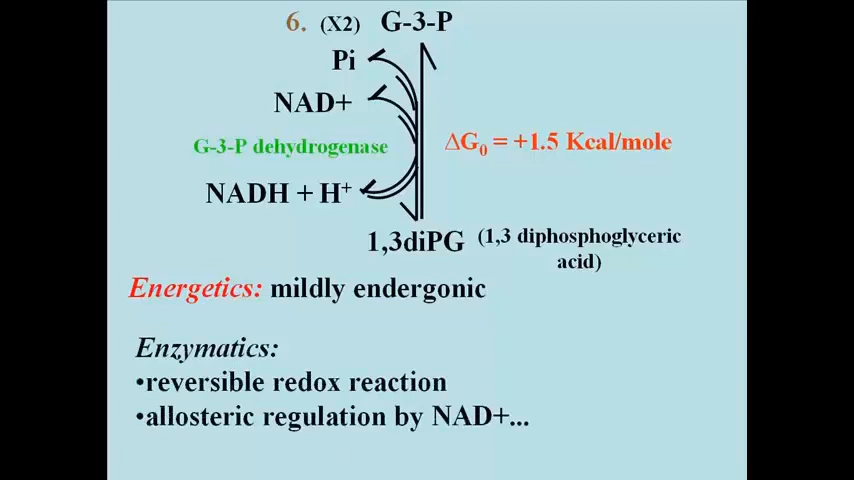 6. (X2) G-3-P
Pi
NAD+
G-3-P dehydrogenase
ΔG₀ = +1.5 Kcal/mole
NADH + H⁺
1,3diPG (1,3 diphosphoglyceric
acid)
Energetics: mildly endergonic
Enzymatics:
•reversible redox reaction
•allosteric regulation by NAD+...